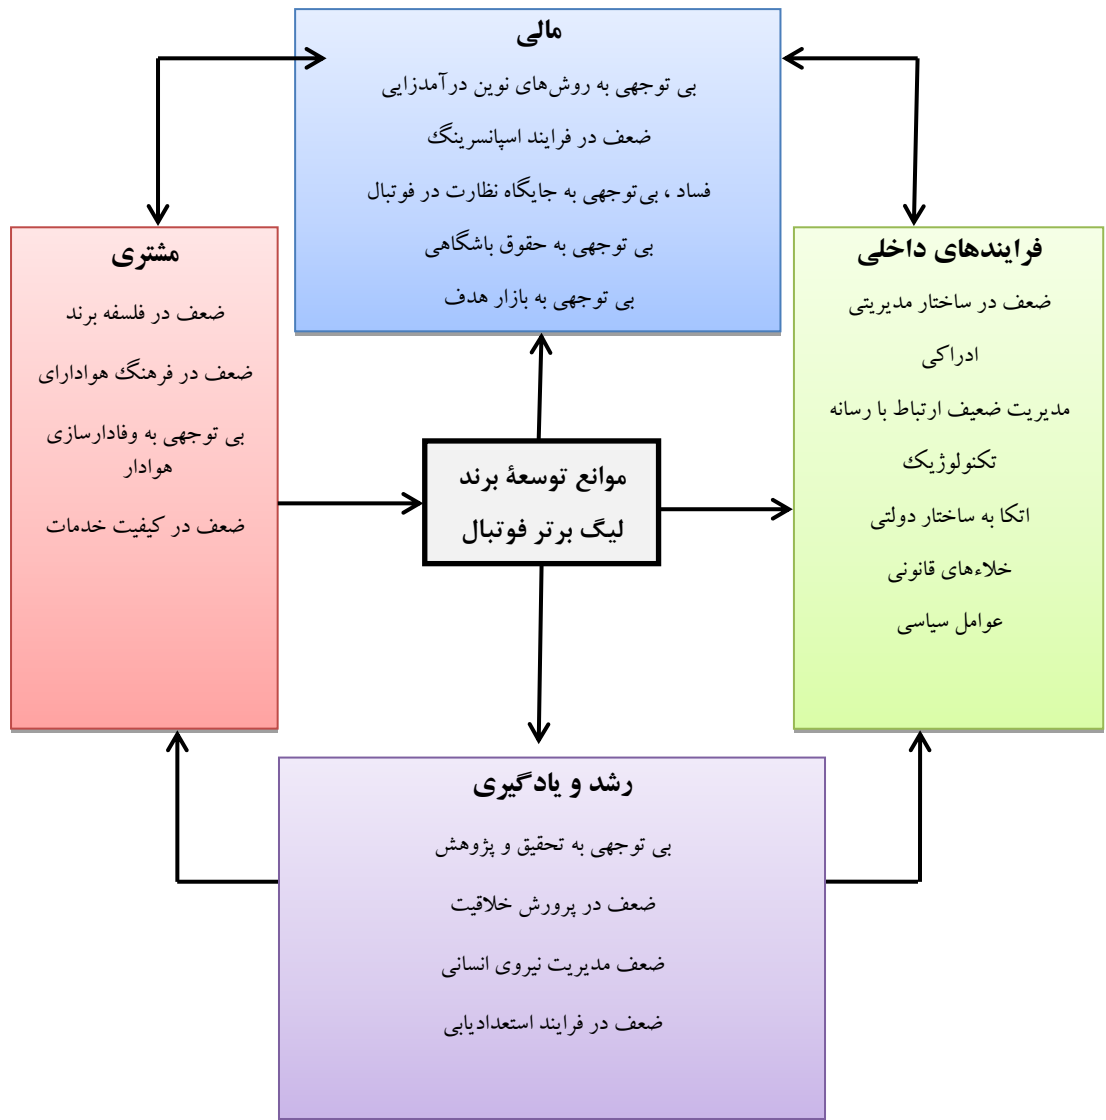 مالی
بی توجهی به روش‌های نوین درآمدزایی
ضعف در فرایند اسپانسرینگ
فساد ، بی‌توجهی به جایگاه نظارت در فوتبال
بی توجهی به حقوق باشگاهی
بی توجهی به بازار هدف
فرایندهای داخلی
ضعف در ساختار مدیریتی
ادراکی
مدیریت ضعیف ارتباط با رسانه
تکنولوژیک
اتکا به ساختار دولتی
خلاءهای قانونی
عوامل سیاسی
موانع توسعۀ برند
لیگ برتر فوتبال
مشتری
ضعف در فلسفه برند
ضعف در فرهنگ هوادارای
بی توجهی به وفادارسازی
هوادار
ضعف در کیفیت خدمات
رشد و یادگیری
بی توجهی به تحقیق و پژوهش
ضعف در پرورش خلاقیت
ضعف مدیریت نیروی انسانی
ضعف در فرایند استعدادیابی